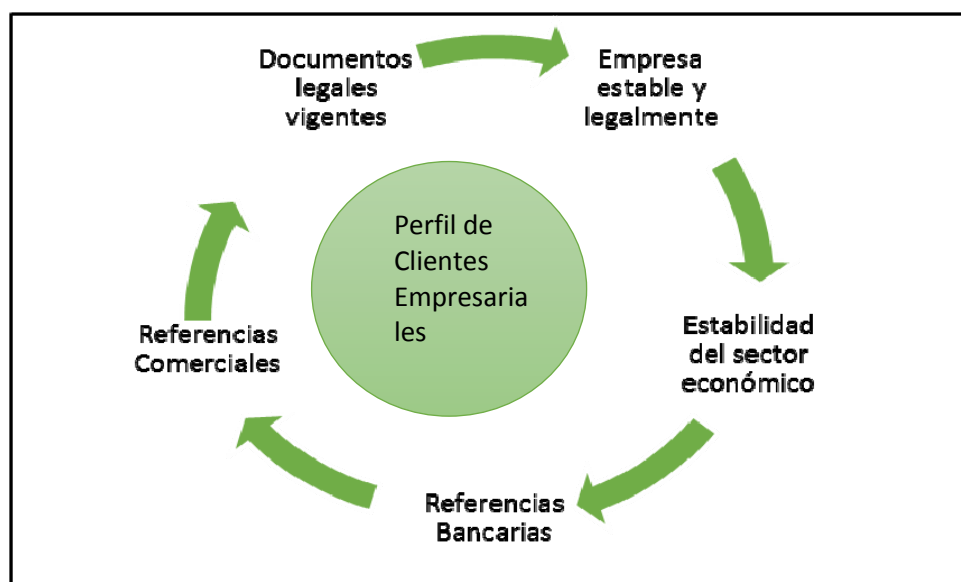 Documentos
legales
vigentes
Empresa
estable y
legalmente
Perfil de
Clientes
Empresaria
les
Estabilidad
del sector
económico
Referencias
Bancarias
Referencias
Comerciales